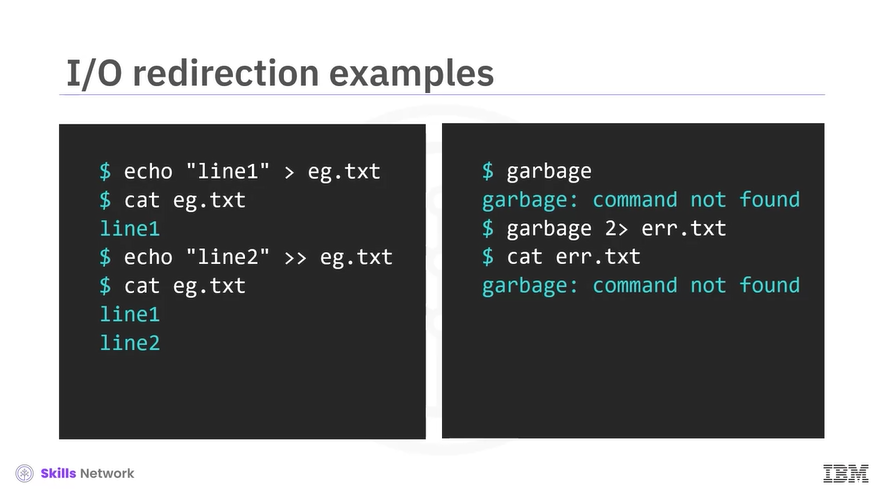 I/O redirection examples
$ echo "line1" > eg.txt
$ cat eg.txt
line1
$ echo "line2" >> eg.txt
$ cat eg.txt
line1
line2
$ garbage
garbage: command not found
$ garbage 2> err.txt
$ cat err.txt
garbage: command not found
Skills Network
IBM